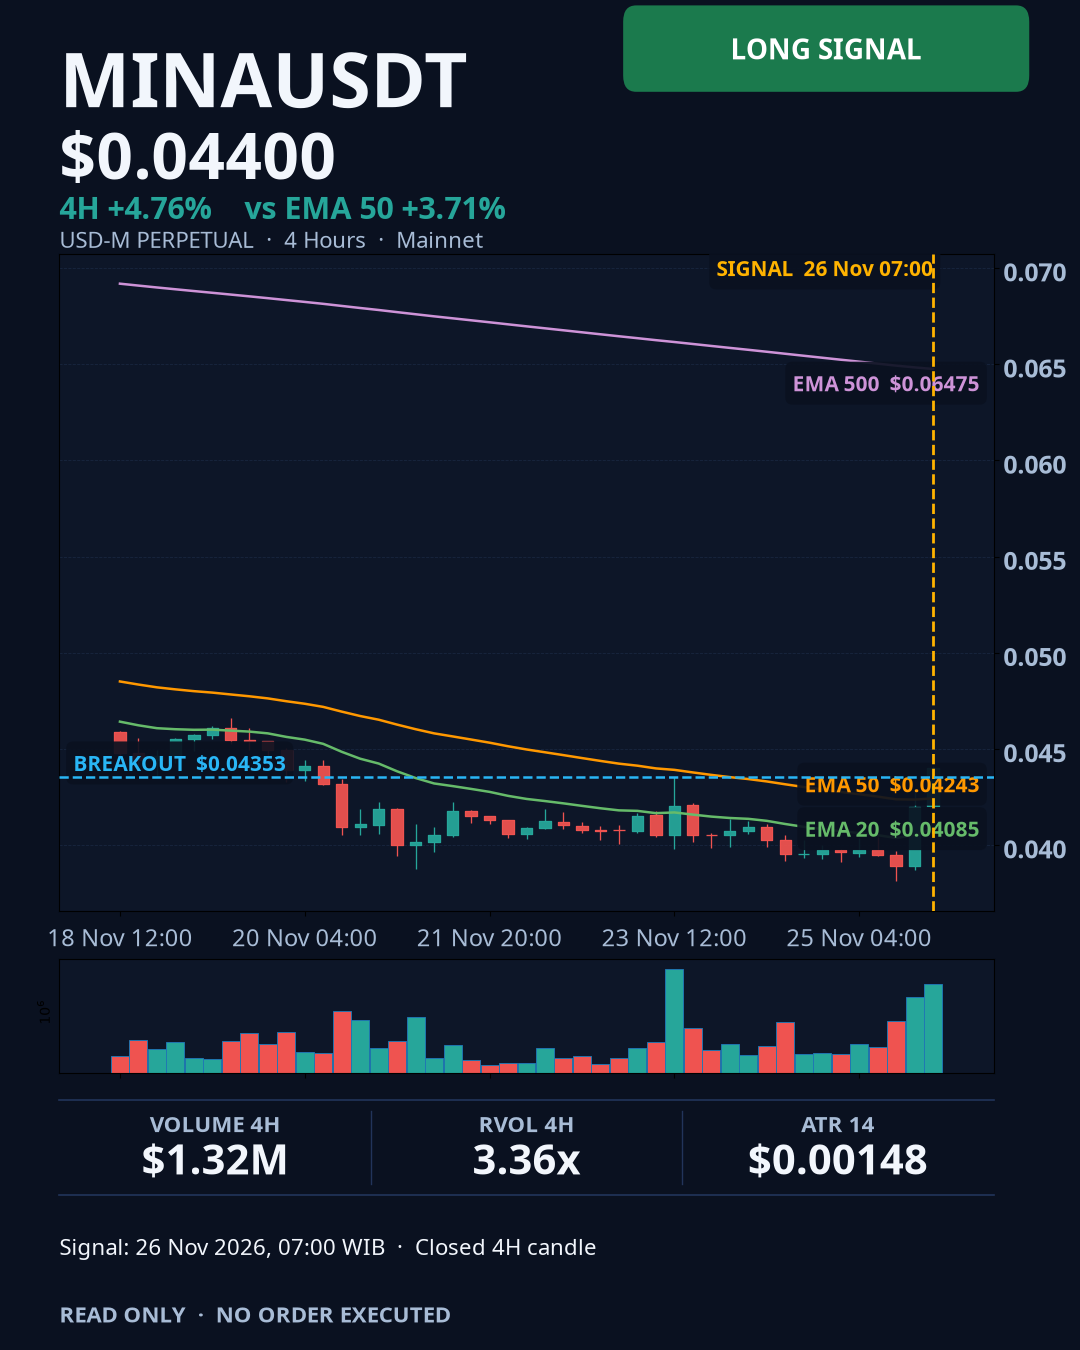 LONG SIGNAL
MINAUSDT
$0.04400
4H +4.76% vs EMA 50 +3.71%
USD-M PERPETUAL · 4 Hours · Mainnet
SIGNAL 26 Nov 07:00
0.070
0.065
EMA 500 $0.06475
0.060
0.055
0.050
0.045
BREAKOUT $0.04353
EMA 50 $0.04243
EMA 20 $0.04085
0.040
18 Nov 12:00 20 Nov 04:00 21 Nov 20:00 23 Nov 12:00 25 Nov 04:00
10⁶
VOLUME 4H RVOL 4H ATR 14
$1.32M 3.36x $0.00148
Signal: 26 Nov 2026, 07:00 WIB · Closed 4H candle
READ ONLY · NO ORDER EXECUTED